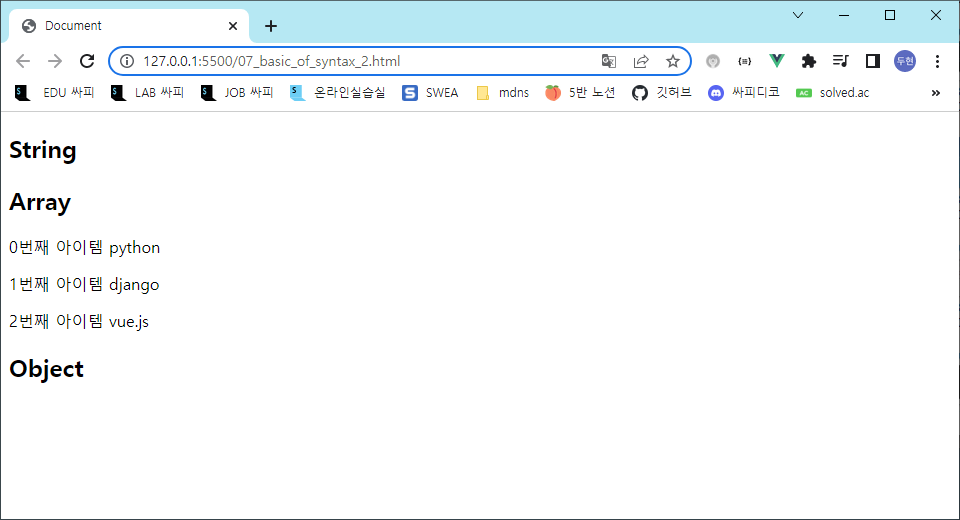 Document
127.0.0.1:5500/07_basic_of_syntax_2.html
{≡}
두현
EDU 싸피
LAB 싸피
JOB 싸피
온라인실습실
SWEA
mdns
5반 노션
깃허브
싸피디코
AC solved.ac
String
Array
0번째 아이템 python
1번째 아이템 django
2번째 아이템 vue.js
Object